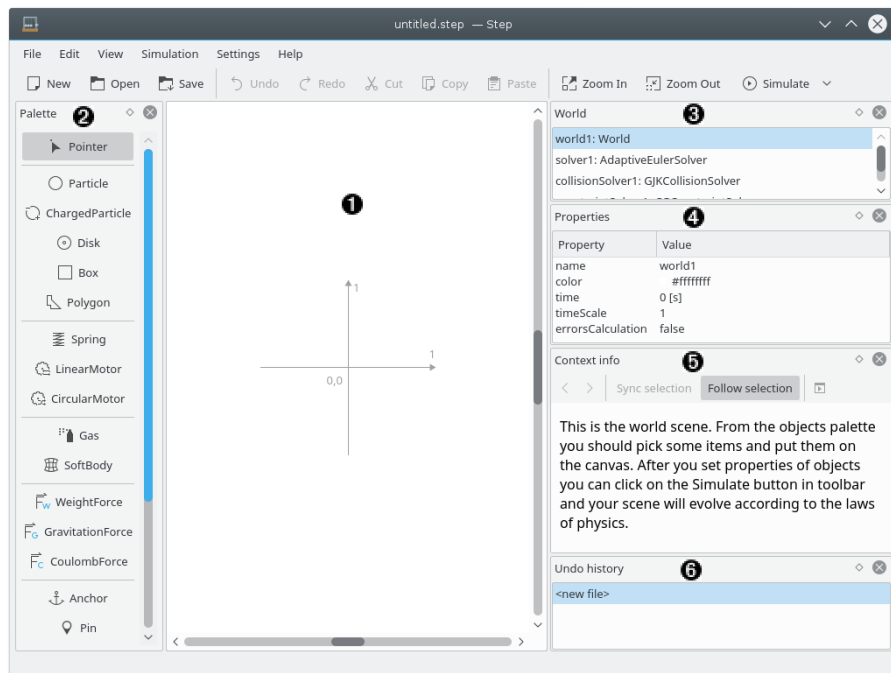 untitled.step — Step
File Edit View Simulation Settings Help
New Open Save Undo Redo Cut Copy Paste Zoom In Zoom Out Simulate
Palette 2
Pointer
Particle
ChargedParticle
Disk
Box
Polygon
Spring
LinearMotor
CircularMotor
Gas
SoftBody
WeightForce
GravitationForce
CoulombForce
Anchor
Pin
1
1
1
0,0
World 3
world1: World
solver1: AdaptiveEulerSolver
collisionSolver1: GJKCollisionSolver
Properties 4
Property Value
name world1
color #ffffffff
time 0 [s]
timeScale 1
errorsCalculation false
Context info 5
Sync selection Follow selection
This is the world scene. From the objects palette
you should pick some items and put them on
the canvas. After you set properties of objects
you can click on the Simulate button in toolbar
and your scene will evolve according to the laws
of physics.
Undo history 6
<new file>